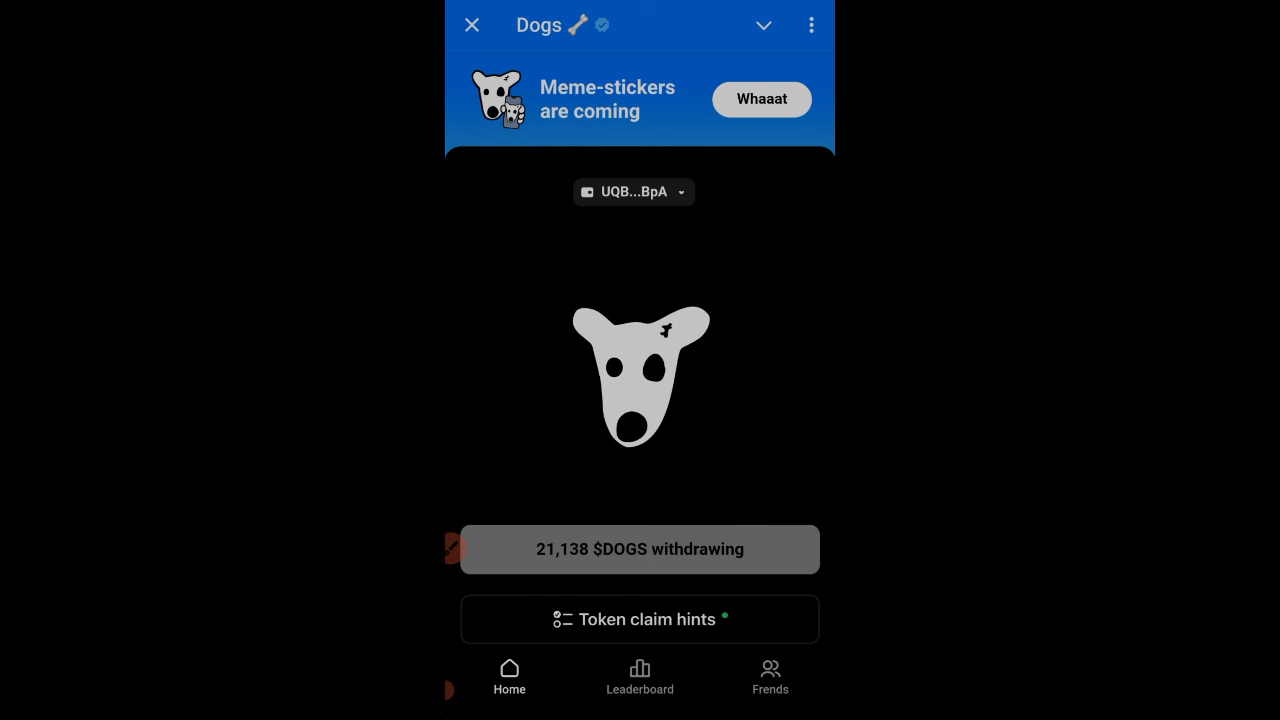 Dogs 🦴
Meme-stickers
are coming
Whaaat
UQB...BpA
21,138 $DOGS withdrawing
Token claim hints
Home
Leaderboard
Frends